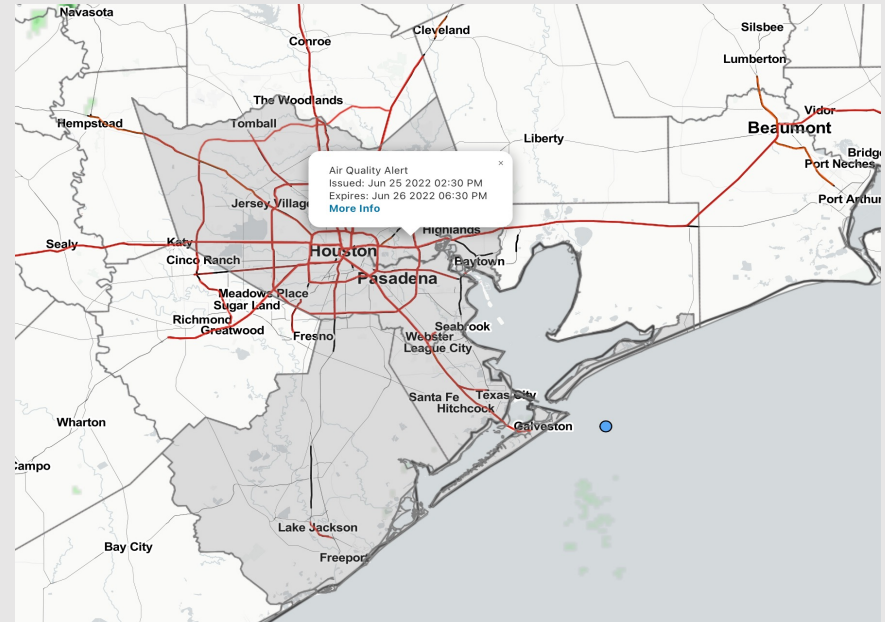 Navasota
Cleveland
Silsbee
Conroe
Lumberton
The Woodlands
Hempstead
Tomball
Vidor
Beaumont
Liberty
Port Neches
Air Quality Alert
×
Issued: Jun 25 2022 02:30 PM
Expires: Jun 26 2022 06:30 PM
More Info
Jersey Village
Port Arthur
Highlands
Sealy
Katy
Houston
Cinco Ranch
Baytown
Pasadena
Meadows Place
Sugar Land
Richmond
Greatwood
Seabrook
Fresno
Webster
League City
Santa Fe
Texas City
Hitchcock
Wharton
Galveston
Campo
Lake Jackson
Bay City
Freeport